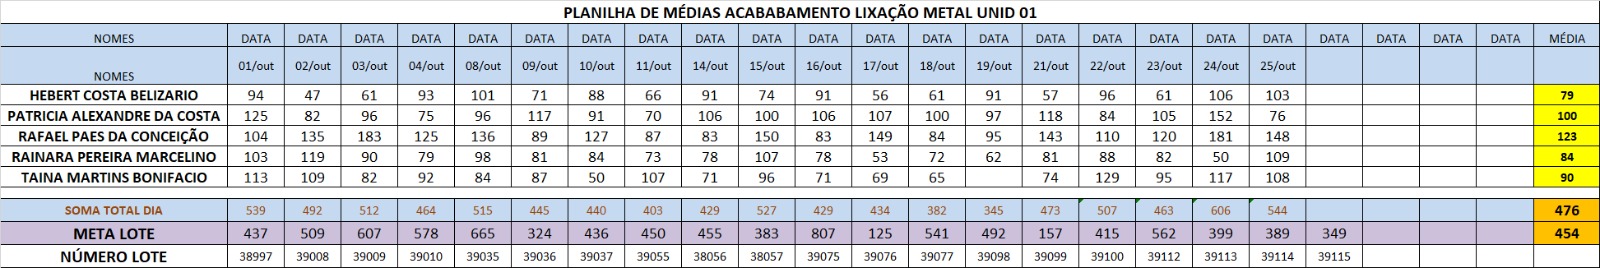 PLANILHA DE MÉDIAS ACABABAMENTO LIXAÇÃO METAL UNID 01
NOMES DATA DATA DATA DATA DATA DATA DATA DATA DATA DATA DATA DATA DATA DATA DATA DATA DATA DATA DATA DATA DATA DATA DATA MÉDIA
NOMES 01/out 02/out 03/out 04/out 08/out 09/out 10/out 11/out 14/out 15/out 16/out 17/out 18/out 19/out 21/out 22/out 23/out 24/out 25/out
HEBERT COSTA BELIZARIO 94 47 61 93 101 71 88 66 91 74 91 56 61 91 57 96 61 106 103 79
PATRICIA ALEXANDRE DA COSTA 125 82 96 75 96 117 91 70 106 100 106 107 100 97 118 84 105 152 76 100
RAFAEL PAES DA CONCEIÇÃO 104 135 183 125 136 89 127 87 83 150 83 149 84 95 143 110 120 181 148 123
RAINARA PEREIRA MARCELINO 103 119 90 79 98 81 84 73 78 107 78 53 72 62 81 88 82 50 109 84
TAINA MARTINS BONIFACIO 113 109 82 92 84 87 50 107 71 96 71 69 65 74 129 95 117 108 90
SOMA TOTAL DIA 539 492 512 464 515 445 440 403 429 527 429 434 382 345 473 507 463 606 544 476
META LOTE 437 509 607 578 665 324 436 450 455 383 807 125 541 492 157 415 562 399 389 349 454
NÚMERO LOTE 38997 39008 39009 39010 39035 39036 39037 39055 38056 38057 39075 39076 39077 39098 39099 39100 39112 39113 39114 39115